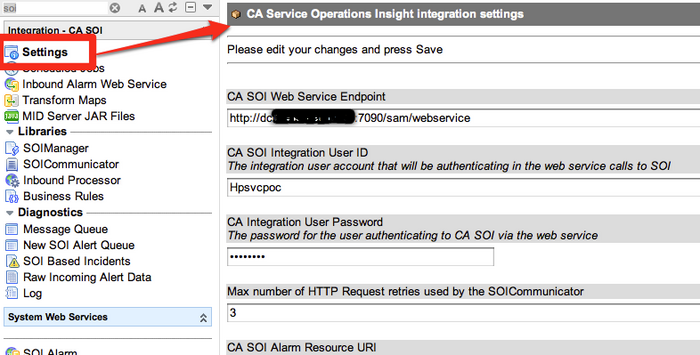 soi
A A
Integration - CA SOI
Settings
Scheduled Jobs
Inbound Alarm Web Service
Transform Maps
MID Server JAR Files
Libraries
SOIManager
SOICommunicator
Inbound Processor
Business Rules
Diagnostics
Message Queue
New SOI Alert Queue
SOI Based Incidents
Raw Incoming Alert Data
Log
System Web Services
SOI Alarm
CA Service Operations Insight integration settings
Please edit your changes and press Save
CA SOI Web Service Endpoint
http://dc :7090/sam/webservice
CA SOI Integration User ID
The integration user account that will be authenticating in the web service calls to SOI
Hpsvcpoc
CA Integration User Password
The password for the user authenticating to CA SOI via the web service
••••••••
Max number of HTTP Request retries used by the SOICommunicator
3
CA SOI Alarm Resource URI